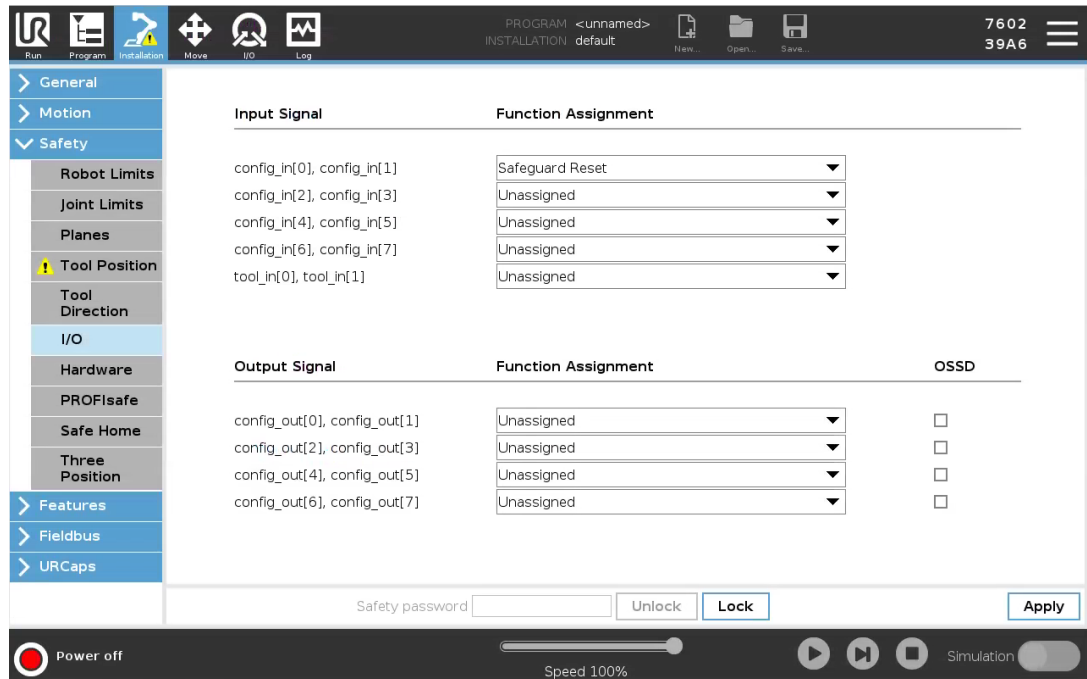 UR
Run Program Installation Move I/O Log
PROGRAM <unnamed>
INSTALLATION default
New... Open... Save...
7602
39A6
General
Motion
Safety
Robot Limits
Joint Limits
Planes
Tool Position
Tool
Direction
I/O
Hardware
PROFIsafe
Safe Home
Three
Position
Features
Fieldbus
URCaps
Input Signal Function Assignment
config_in[0], config_in[1] Safeguard Reset
config_in[2], config_in[3] Unassigned
config_in[4], config_in[5] Unassigned
config_in[6], config_in[7] Unassigned
tool_in[0], tool_in[1] Unassigned
Output Signal Function Assignment OSSD
config_out[0], config_out[1] Unassigned
config_out[2], config_out[3] Unassigned
config_out[4], config_out[5] Unassigned
config_out[6], config_out[7] Unassigned
Safety password Unlock Lock Apply
Power off
Speed 100%
Simulation